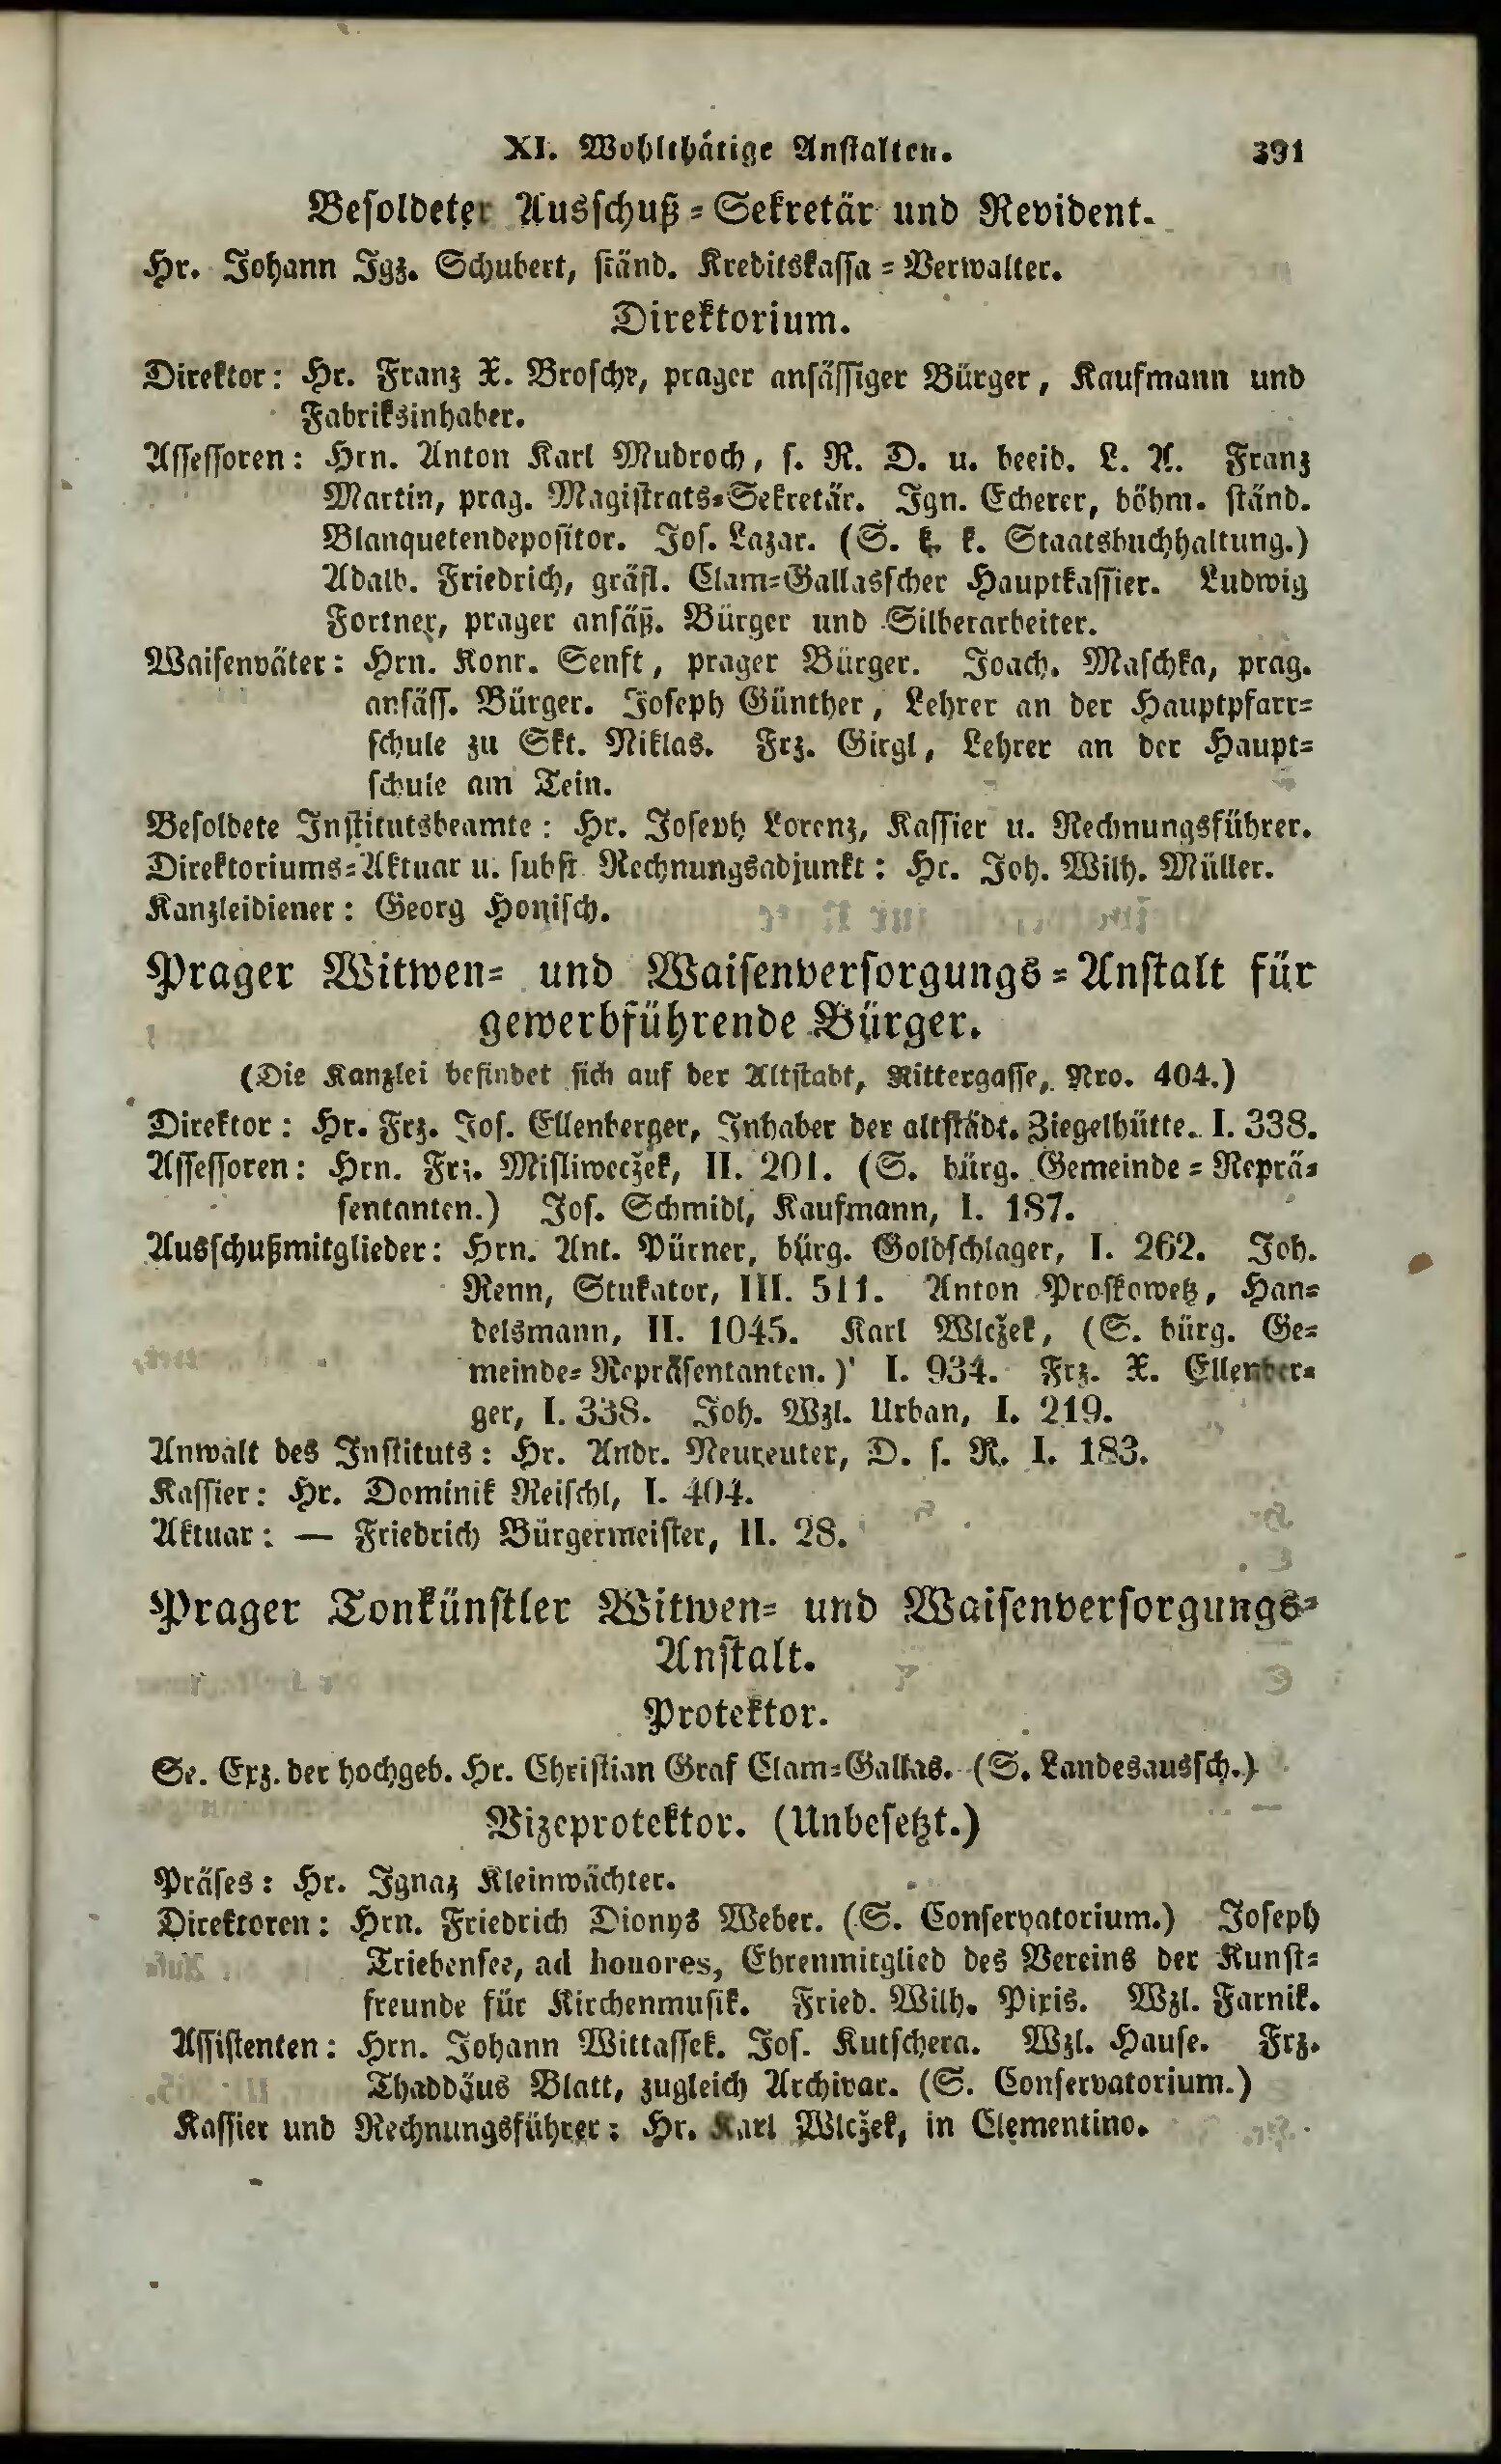 XI. Wohlthätige Anstalten. 391
Besoldeter Ausschuß = Sekretär und Revident.
Hr. Johann Igz. Schubert, ständ. Kreditskassa = Verwalter.
Direktorium.
Direktor: Hr. Franz X. Brosche, prager ansässiger Bürger, Kaufmann und
Fabriksinhaber.
Assessoren: Hrn. Anton Karl Mudroch, s. R. D. u. beeid. L. A. Franz
Martin, prag. Magistrats=Sekretär. Ign. Echerer, böhm. ständ.
Blanquetendepositor. Jos. Lazar. (S. k. k. Staatsbuchhaltung.)
Adalb. Friedrich, gräfl. Clam=Gallasscher Hauptkassier. Ludwig
Fortner, prager ansäß. Bürger und Silberarbeiter.
Waisenväter: Hrn. Konr. Senft, prager Bürger. Joach. Maschka, prag.
ansäss. Bürger. Joseph Günther, Lehrer an der Hauptpfarr=
schule zu Skt. Niklas. Frz. Girgl, Lehrer an der Haupt=
schule am Tein.
Besoldete Institutsbeamte: Hr. Joseph Lorenz, Kassier u. Rechnungsführer.
Direktoriums=Aktuar u. subst. Rechnungsadjunkt: Hr. Joh. Wilh. Müller.
Kanzleidiener: Georg Honisch.
Prager Witwen= und Waisenversorgungs = Anstalt für
gewerbführende Bürger.
(Die Kanzlei befindet sich auf der Altstadt, Rittergasse, Nro. 404.)
Direktor: Hr. Frz. Jos. Ellenberger, Inhaber der altstädt. Ziegelhütte. I. 338.
Assessoren: Hrn. Frz. Misliweczek, II. 201. (S. bürg. Gemeinde = Reprä=
sentanten.) Jos. Schmidl, Kaufmann, I. 187.
Ausschußmitglieder: Hrn. Ant. Pürner, bürg. Goldschlager, I. 262. Joh.
Renn, Stukator, III. 511. Anton Proskowetz, Han=
delsmann, II. 1045. Karl Wlczek, (S. bürg. Ge=
meinde=Repräsentanten.) I. 934. Frz. X. Ellenber=
ger, I. 338. Joh. Wzl. Urban, I. 219.
Anwalt des Instituts: Hr. Andr. Neureuter, D. s. R. I. 183.
Kassier: Hr. Dominik Reischl, I. 404.
Aktuar: — Friedrich Bürgermeister, II. 28.
Prager Tonkünstler Witwen= und Waisenversorgungs=
Anstalt.
Protektor.
Se. Exz. der hochgeb. Hr. Christian Graf Clam=Gallas. (S. Landesaussch.)
Vizeprotektor. (Unbesetzt.)
Präses: Hr. Ignaz Kleinwächter.
Direktoren: Hrn. Friedrich Dionys Weber. (S. Conservatorium.) Joseph
Triebensee, ad honores, Ehrenmitglied des Vereins der Kunst=
freunde für Kirchenmusik. Fried. Wilh. Pixis. Wzl. Farnik.
Assistenten: Hrn. Johann Wittassek. Jos. Kutschera. Wzl. Hause. Frz.
Thaddäus Blatt, zugleich Archivar. (S. Conservatorium.)
Kassier und Rechnungsführer: Hr. Karl Wlczek, in Clementino.